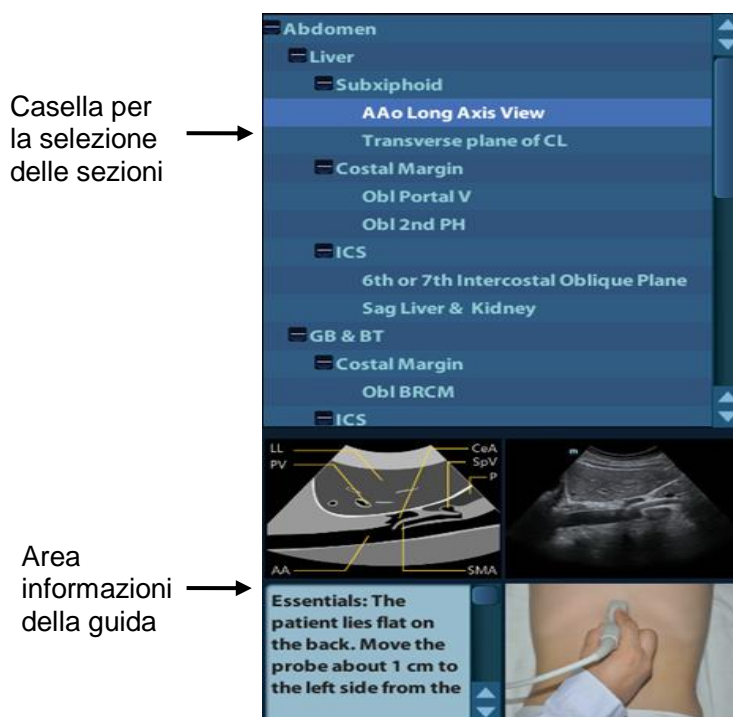 Casella per
la selezione
delle sezioni
Abdomen
Liver
Subxiphoid
AAo Long Axis View
Transverse plane of CL
Costal Margin
Obl Portal V
Obl 2nd PH
ICS
6th or 7th Intercostal Oblique Plane
Sag Liver & Kidney
GB & BT
Costal Margin
Obl BRCM
ICS
LL
CeA
PV
SpV
P
AA
SMA
m
Area
informazioni
della guida
Essentials: The
patient lies flat on
the back. Move the
probe about 1 cm to
the left side from the